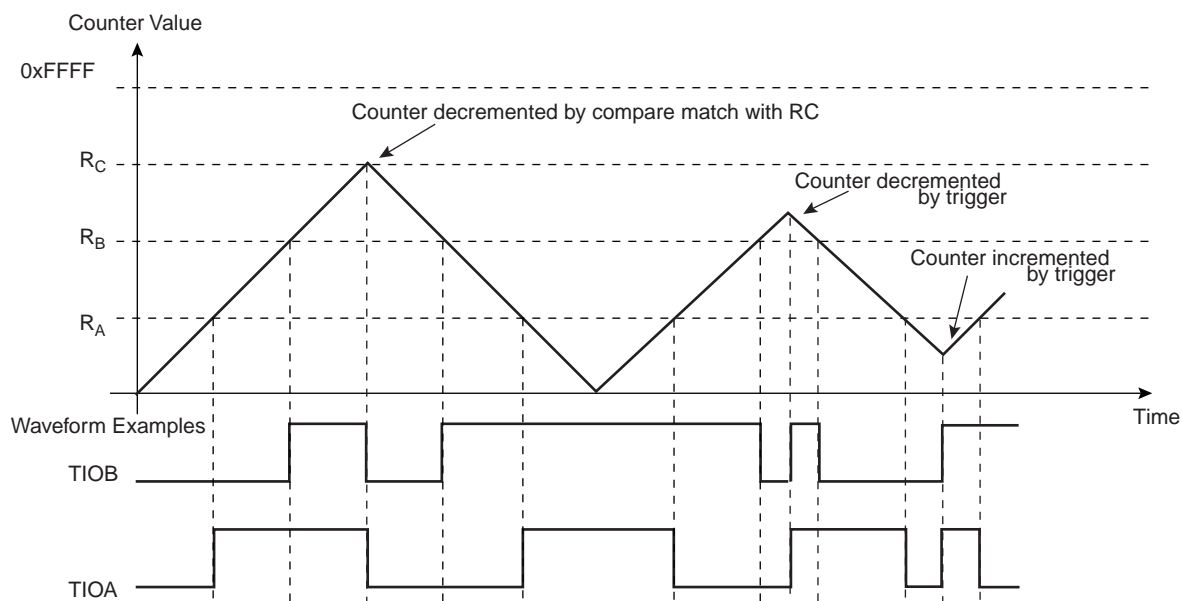 Counter Value
0xFFFF
Counter decremented by compare match with RC
RC
Counter decremented
by trigger
RB
Counter incremented
by trigger
RA
Time
Waveform Examples
TIOB
TIOA